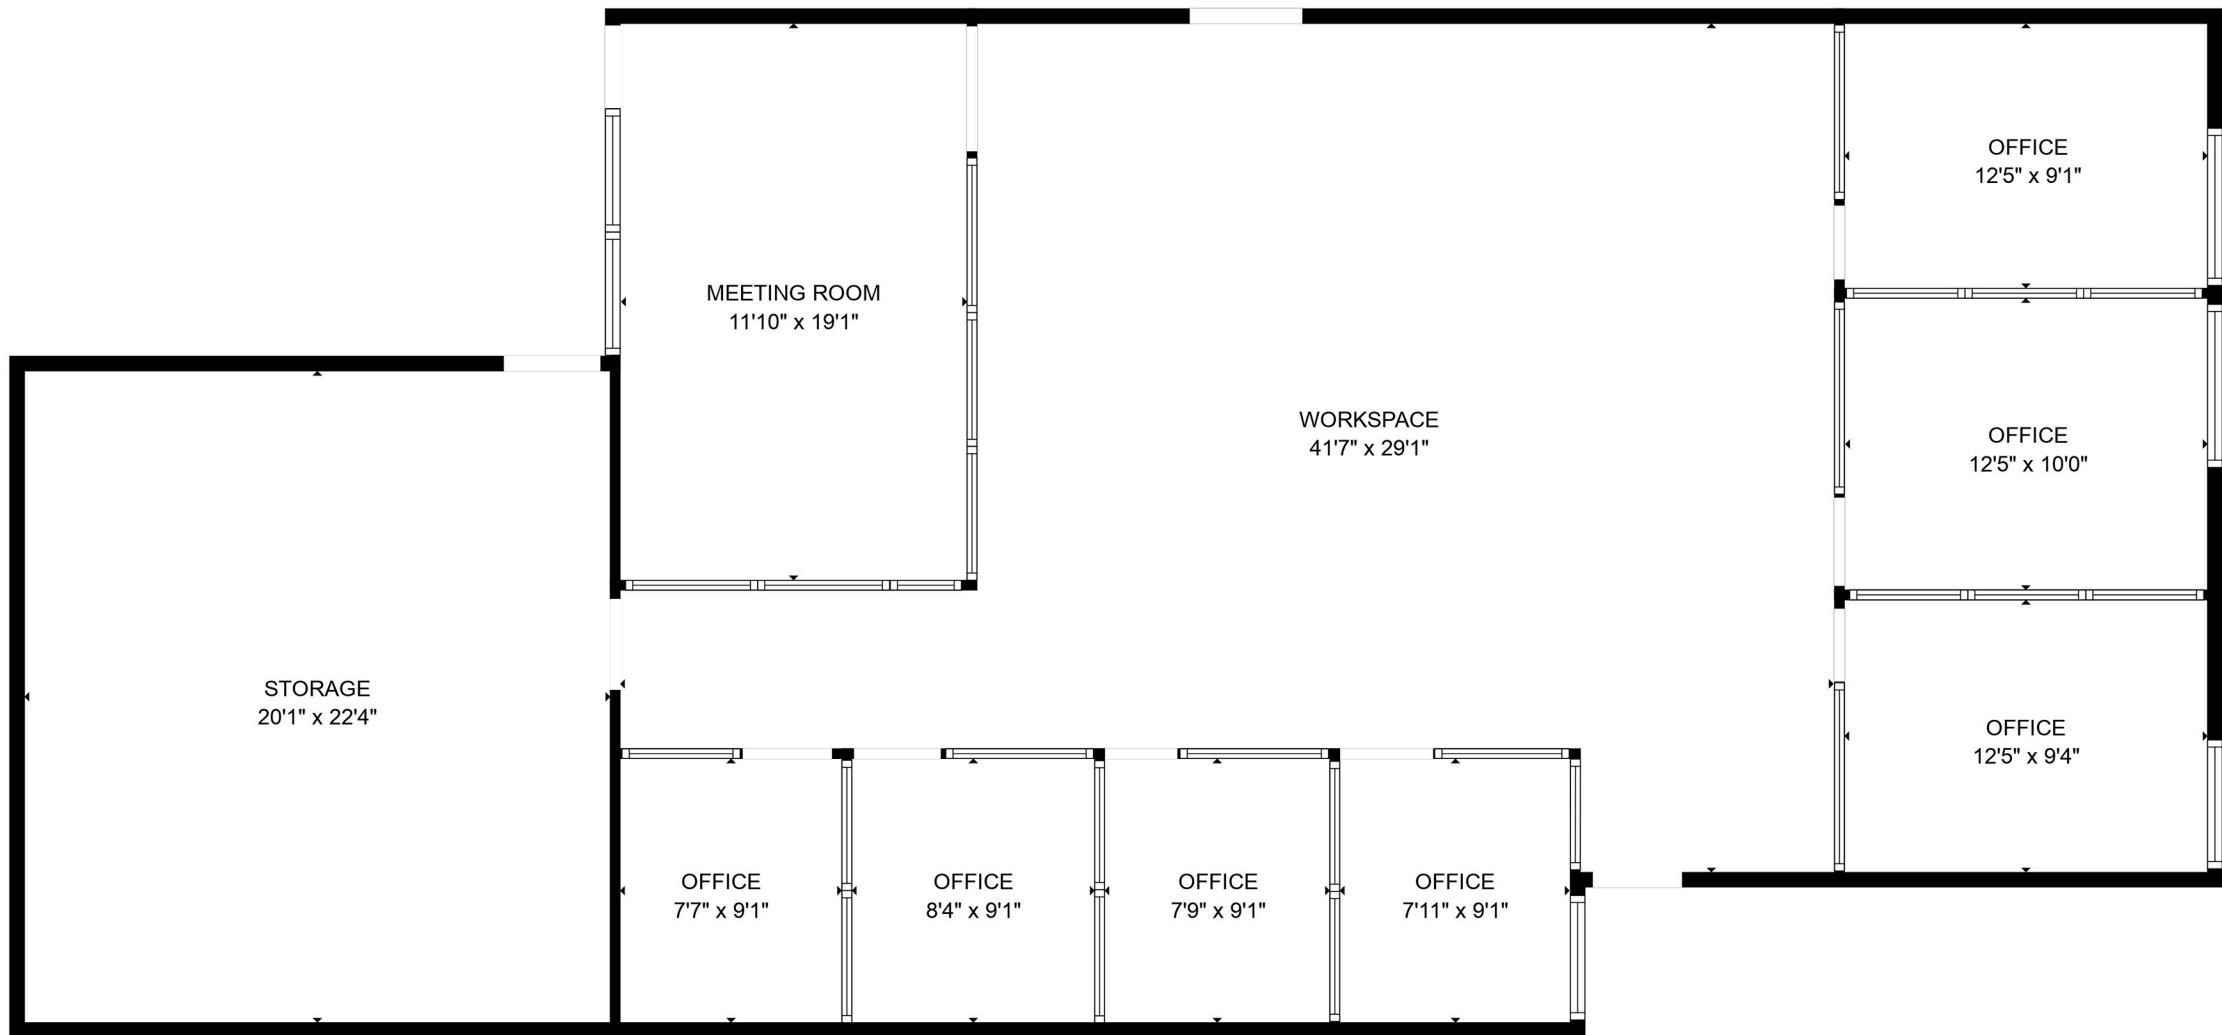 OFFICE
12'5" x 9'1"
MEETING ROOM
11'10" x 19'1"
WORKSPACE
41'7" x 29'1"
OFFICE
12'5" x 10'0"
STORAGE
20'1" x 22'4"
OFFICE
12'5" x 9'4"
OFFICE
7'7" x 9'1"
OFFICE
8'4" x 9'1"
OFFICE
7'9" x 9'1"
OFFICE
7'11" x 9'1"